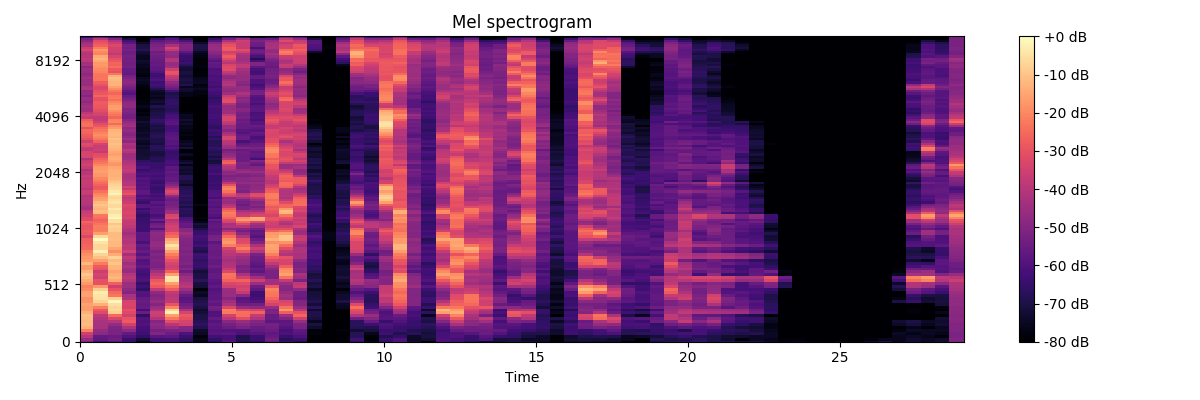 Mel spectrogram
8192
4096
2048
1024
512
0
Hz
0 5 10 15 20 25
Time
+0 dB
-10 dB
-20 dB
-30 dB
-40 dB
-50 dB
-60 dB
-70 dB
-80 dB